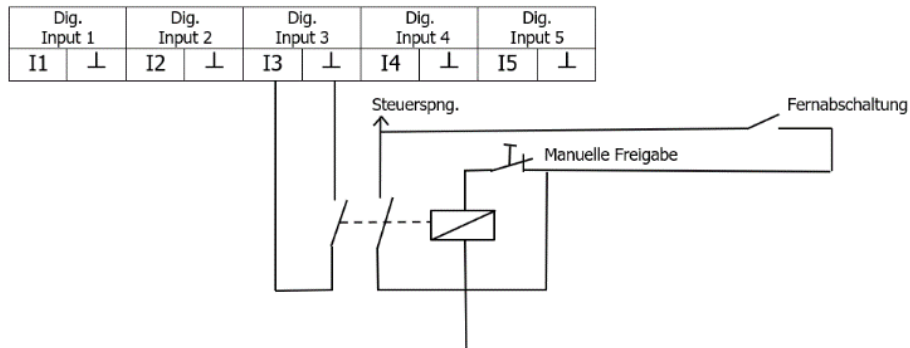 Dig. Dig. Dig. Dig. Dig.
Input 1 Input 2 Input 3 Input 4 Input 5
I1 ⊥ I2 ⊥ I3 ⊥ I4 ⊥ I5 ⊥
Steuerspng.
Fernabschaltung
Manuelle Freigabe